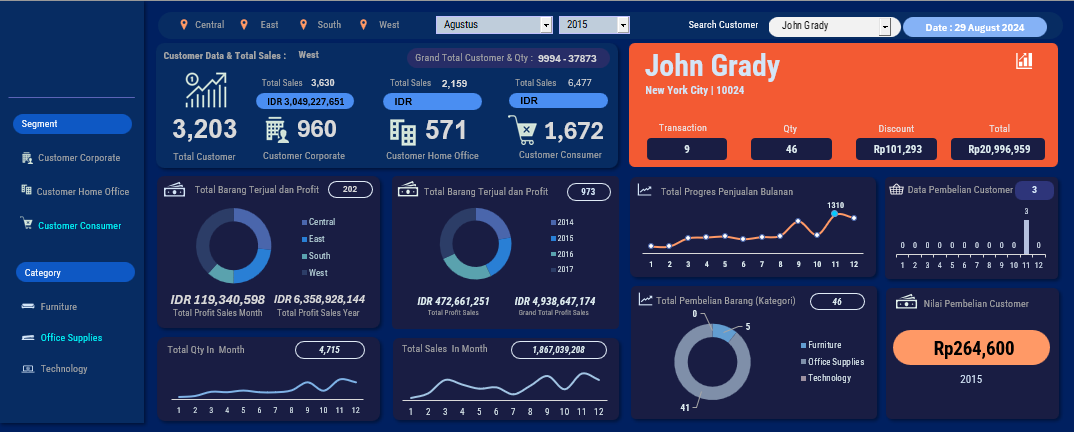 Central East South West Agustus 2015 Search Customer John Grady Date : 29 August 2024
Segment
Customer Corporate
Customer Home Office
Customer Consumer
Category
Furniture
Office Supplies
Technology
Customer Data & Total Sales : West Grand Total Customer & Qty : 9994 - 37873
Total Sales 3,630 Total Sales 2,159 Total Sales 6,477
IDR 3,049,227,651 IDR IDR
3,203 960 571 1,672
Total Customer Customer Corporate Customer Home Office Customer Consumer
John Grady
New York City | 10024
Transaction Qty Discount Total
9 46 Rp101,293 Rp20,996,959
Total Barang Terjual dan Profit 202
Central
East
South
West
IDR 119,340,598 IDR 6,358,928,144
Total Profit Sales Month Total Profit Sales Year
Total Barang Terjual dan Profit 973
2014
2015
2016
2017
IDR 472,661,251 IDR 4,938,647,174
Total Profit Sales Grand Total Profit Sales
Total Progres Penjualan Bulanan
1310
1 2 3 4 5 6 7 8 9 10 11 12
Data Pembelian Customer 3
3
0 0 0 0 0 0 0 0 0 0 0
1 2 3 4 5 6 7 8 9 10 11 12
Total Qty In Month 4,715
1 2 3 4 5 6 7 8 9 10 11 12
Total Sales In Month 1,867,039,208
1 2 3 4 5 6 7 8 9 10 11 12
Total Pembelian Barang (Kategori) 46
0
5
41
Furniture
Office Supplies
Technology
Nilai Pembelian Customer
Rp264,600
2015